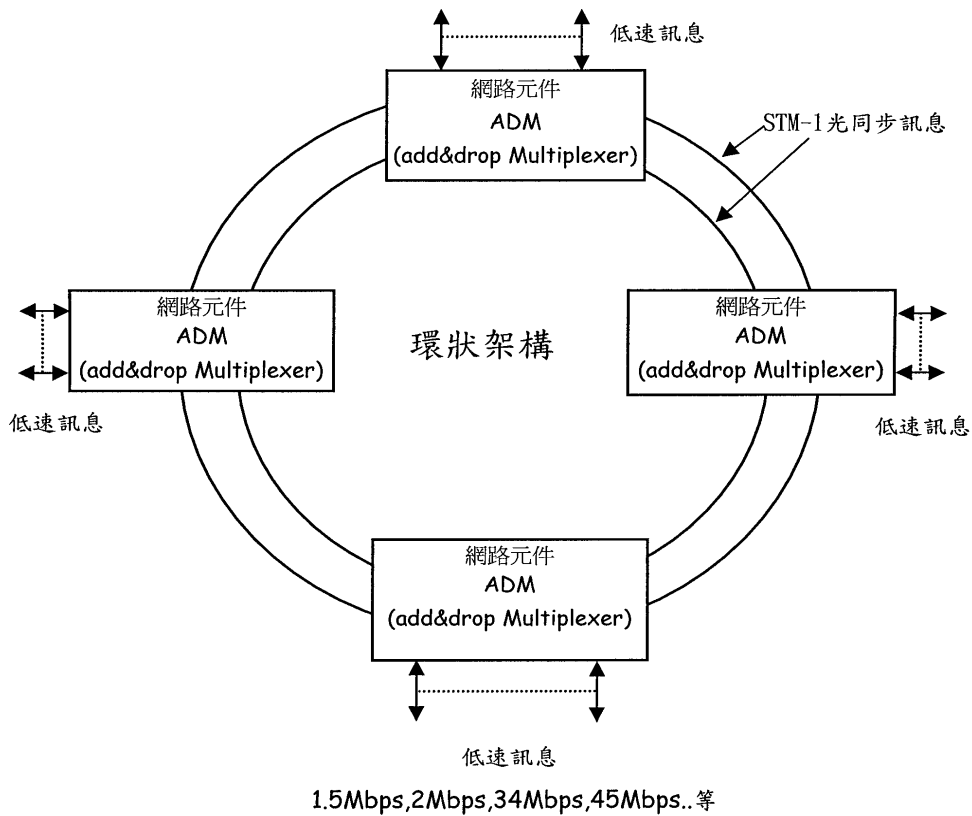 低速訊息
網路元件
ADM
(add&drop Multiplexer)
STM-1光同步訊息
網路元件
ADM
(add&drop Multiplexer)
環狀架構
網路元件
ADM
(add&drop Multiplexer)
低速訊息
低速訊息
網路元件
ADM
(add&drop Multiplexer)
低速訊息
1.5Mbps,2Mbps,34Mbps,45Mbps..等